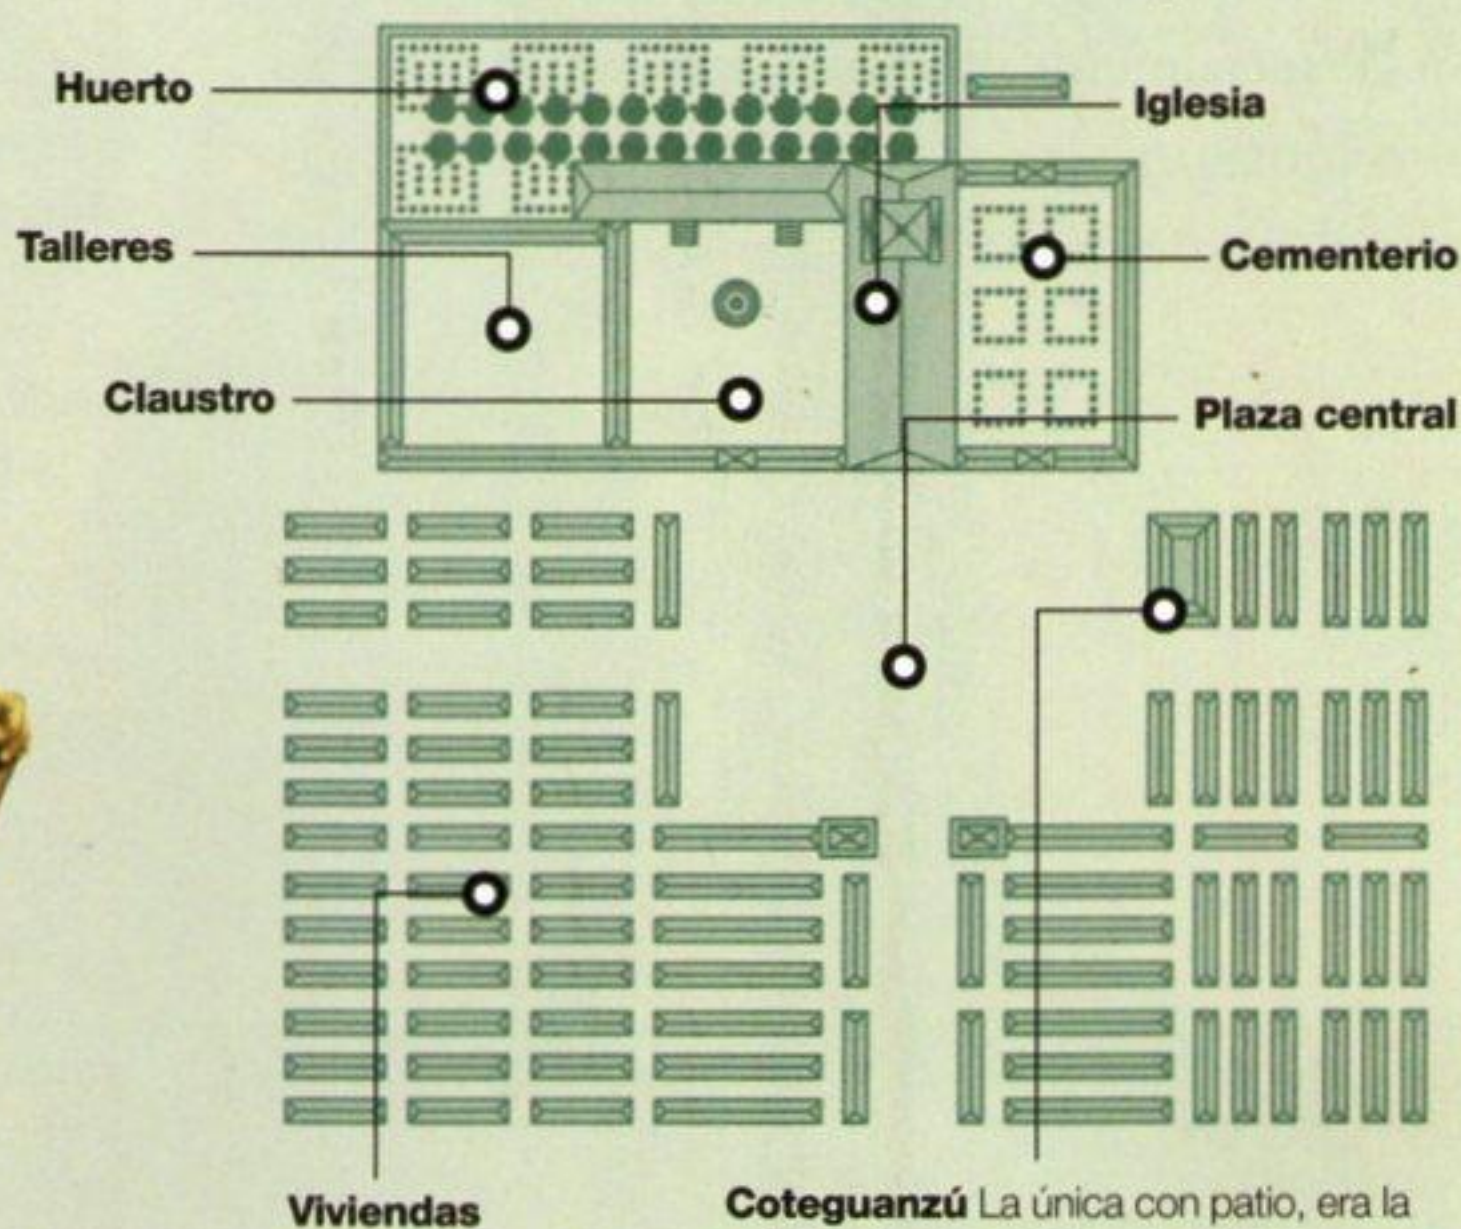 Huerto
Iglesia
Talleres
Cementerio
Claustro
Plaza central
Viviendas
Coteguanzú La única con patio, era la